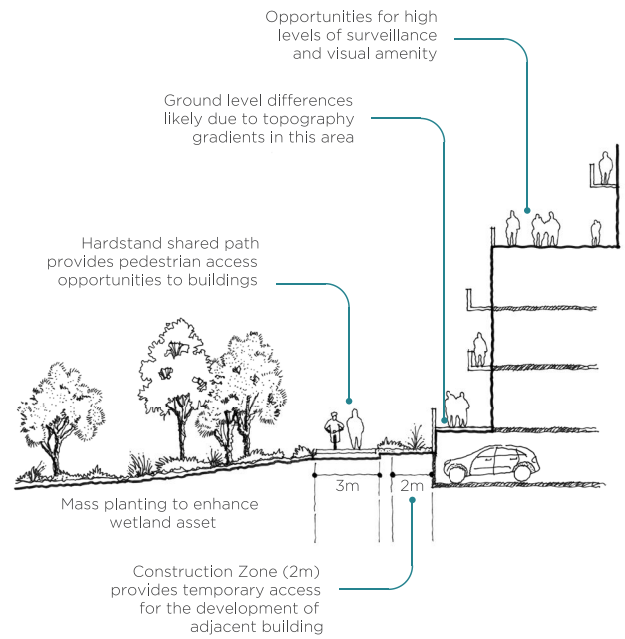 Opportunities for high
levels of surveillance
and visual amenity
Ground level differences
likely due to topography
gradients in this area
Hardstand shared path
provides pedestrian access
opportunities to buildings
3m
2m
Mass planting to enhance
wetland asset
Construction Zone (2m)
provides temporary access
for the development of
adjacent building